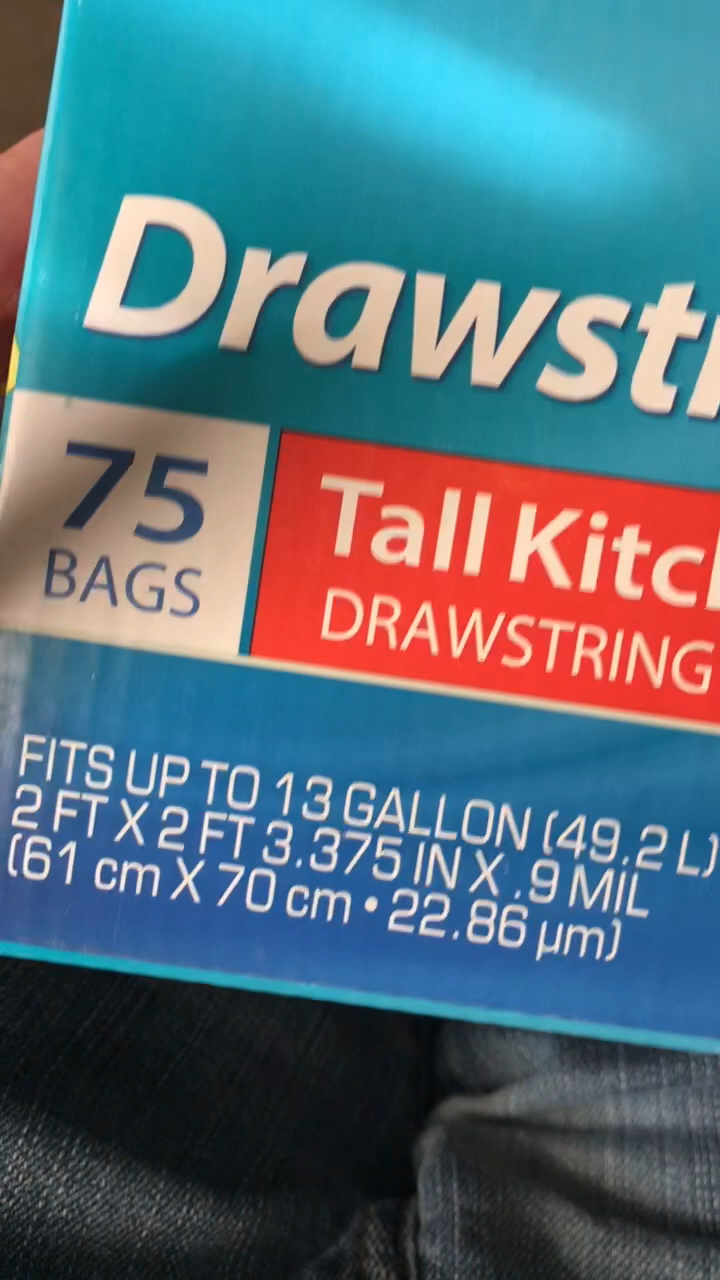 Drawst
75
BAGS
Tall Kitc
DRAWSTRING
FITS UP TO 13 GALLON (49.2 L)
2 FT X 2 FT 3.375 IN X .9 MIL
(61 cm X 70 cm • 22.86 µm)